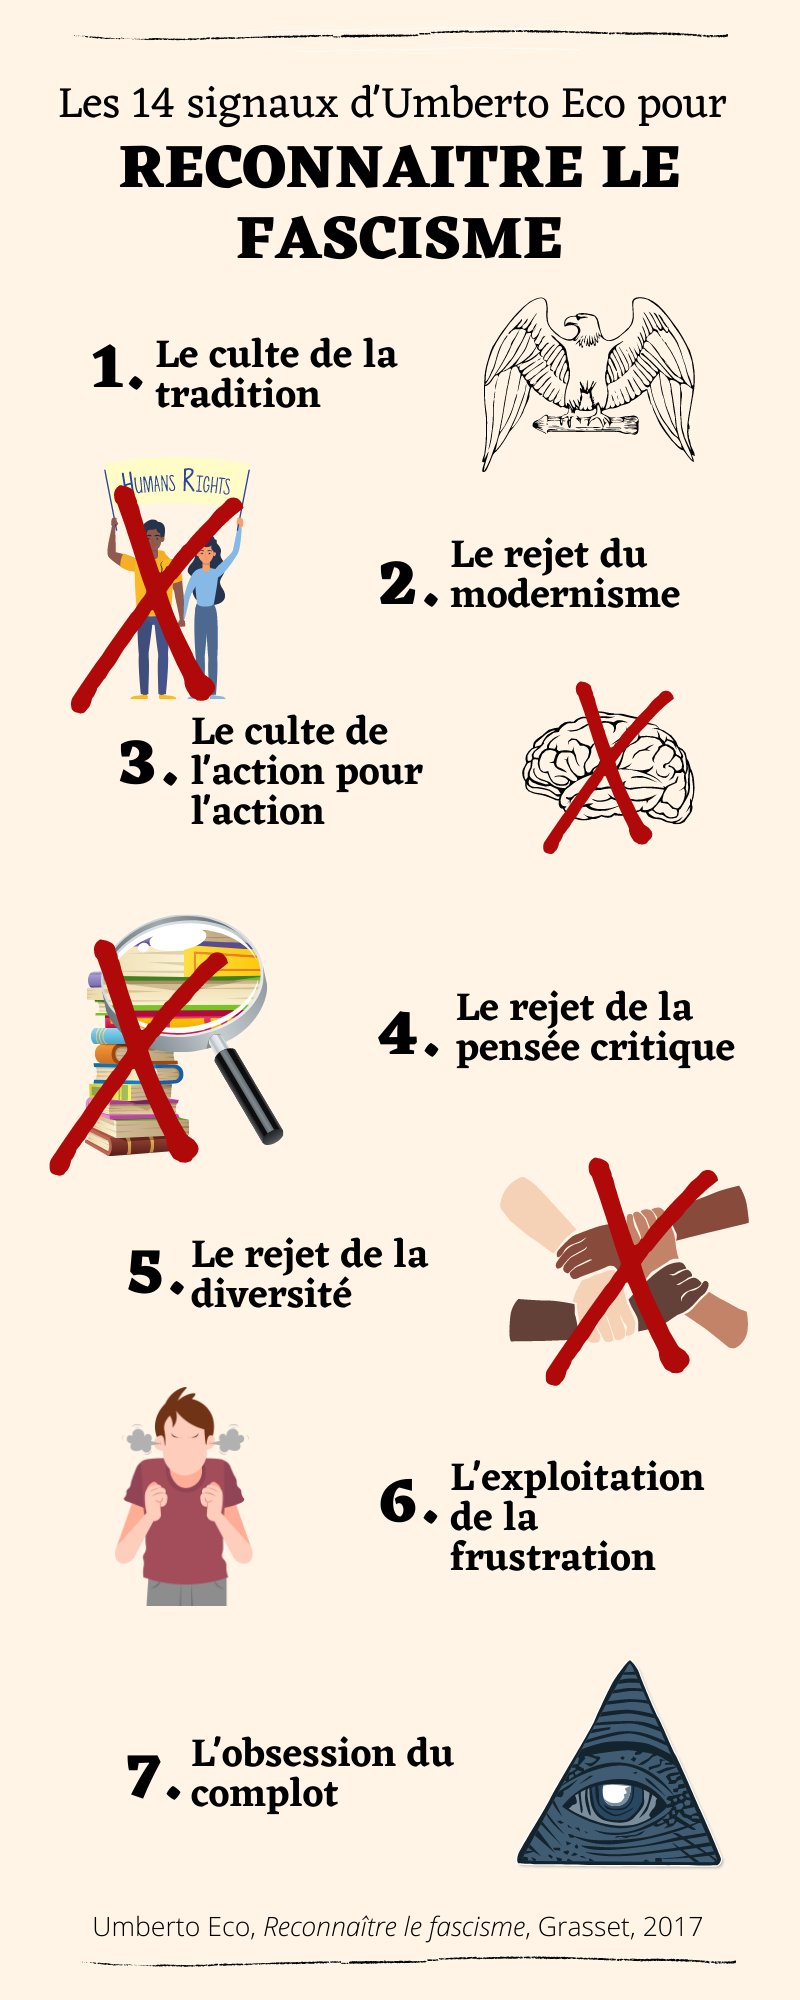 Les 14 signaux d'Umberto Eco pour
RECONNAITRE LE
FASCISME
1. Le culte de la
tradition
HUMANS RIGHTS
2. Le rejet du
modernisme
3. Le culte de
l'action pour
l'action
4. Le rejet de la
pensée critique
5. Le rejet de la
diversité
6. L'exploitation
de la
frustration
7. L'obsession du
complot
Umberto Eco, Reconnaître le fascisme, Grasset, 2017